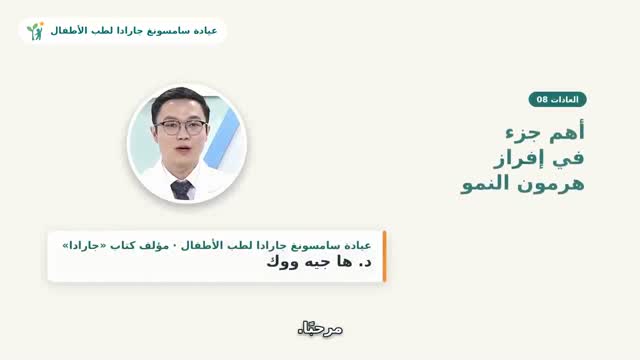 عيادة سامسونغ جارادا لطب الأطفال
العادات 08
أهم جزء
في إفراز
هرمون النمو
عيادة سامسونغ جارادا لطب الأطفال · مؤلف كتاب «جارادا»
د. ها جيه ووك
مرحبًا.